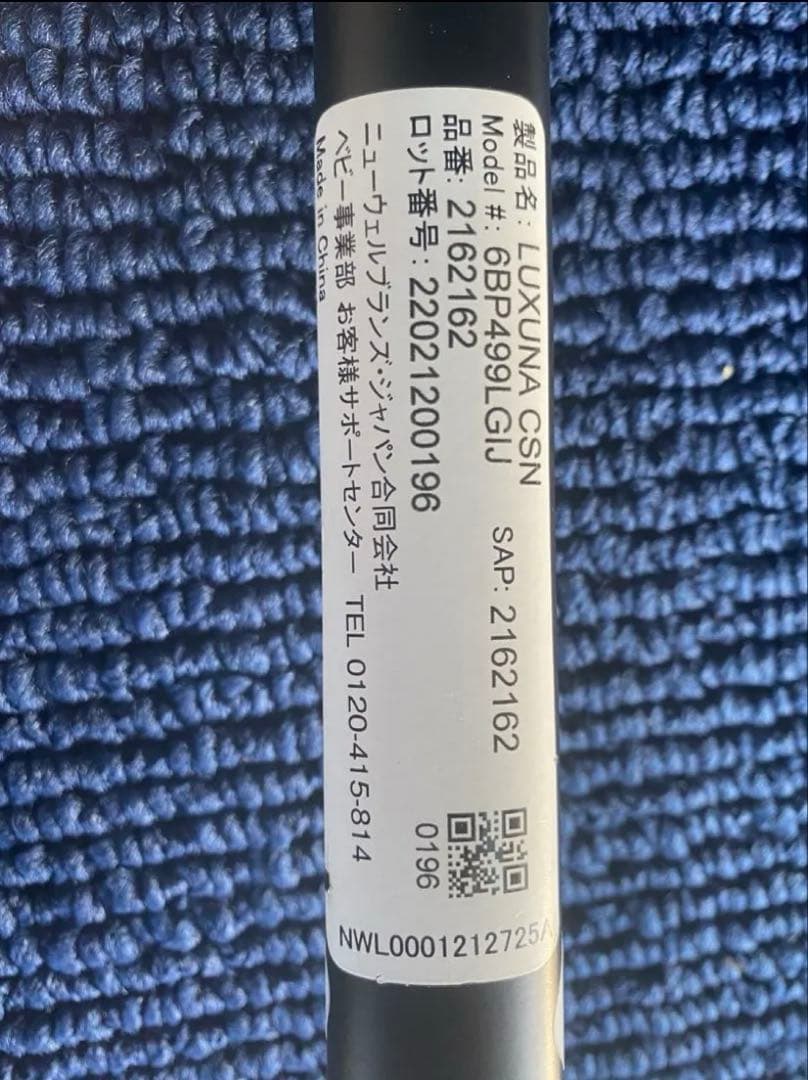 製品名: LUXUNA CSN
Model #: 6BP499LGIJ SAP: 2162162
品番: 2162162
ロット番号: 22021200196
ニューウェルブランズ・ジャパン合同会社
ベビー事業部 お客様サポートセンター TEL 0120-415-814
Made in China
0196
NWL0001212725A